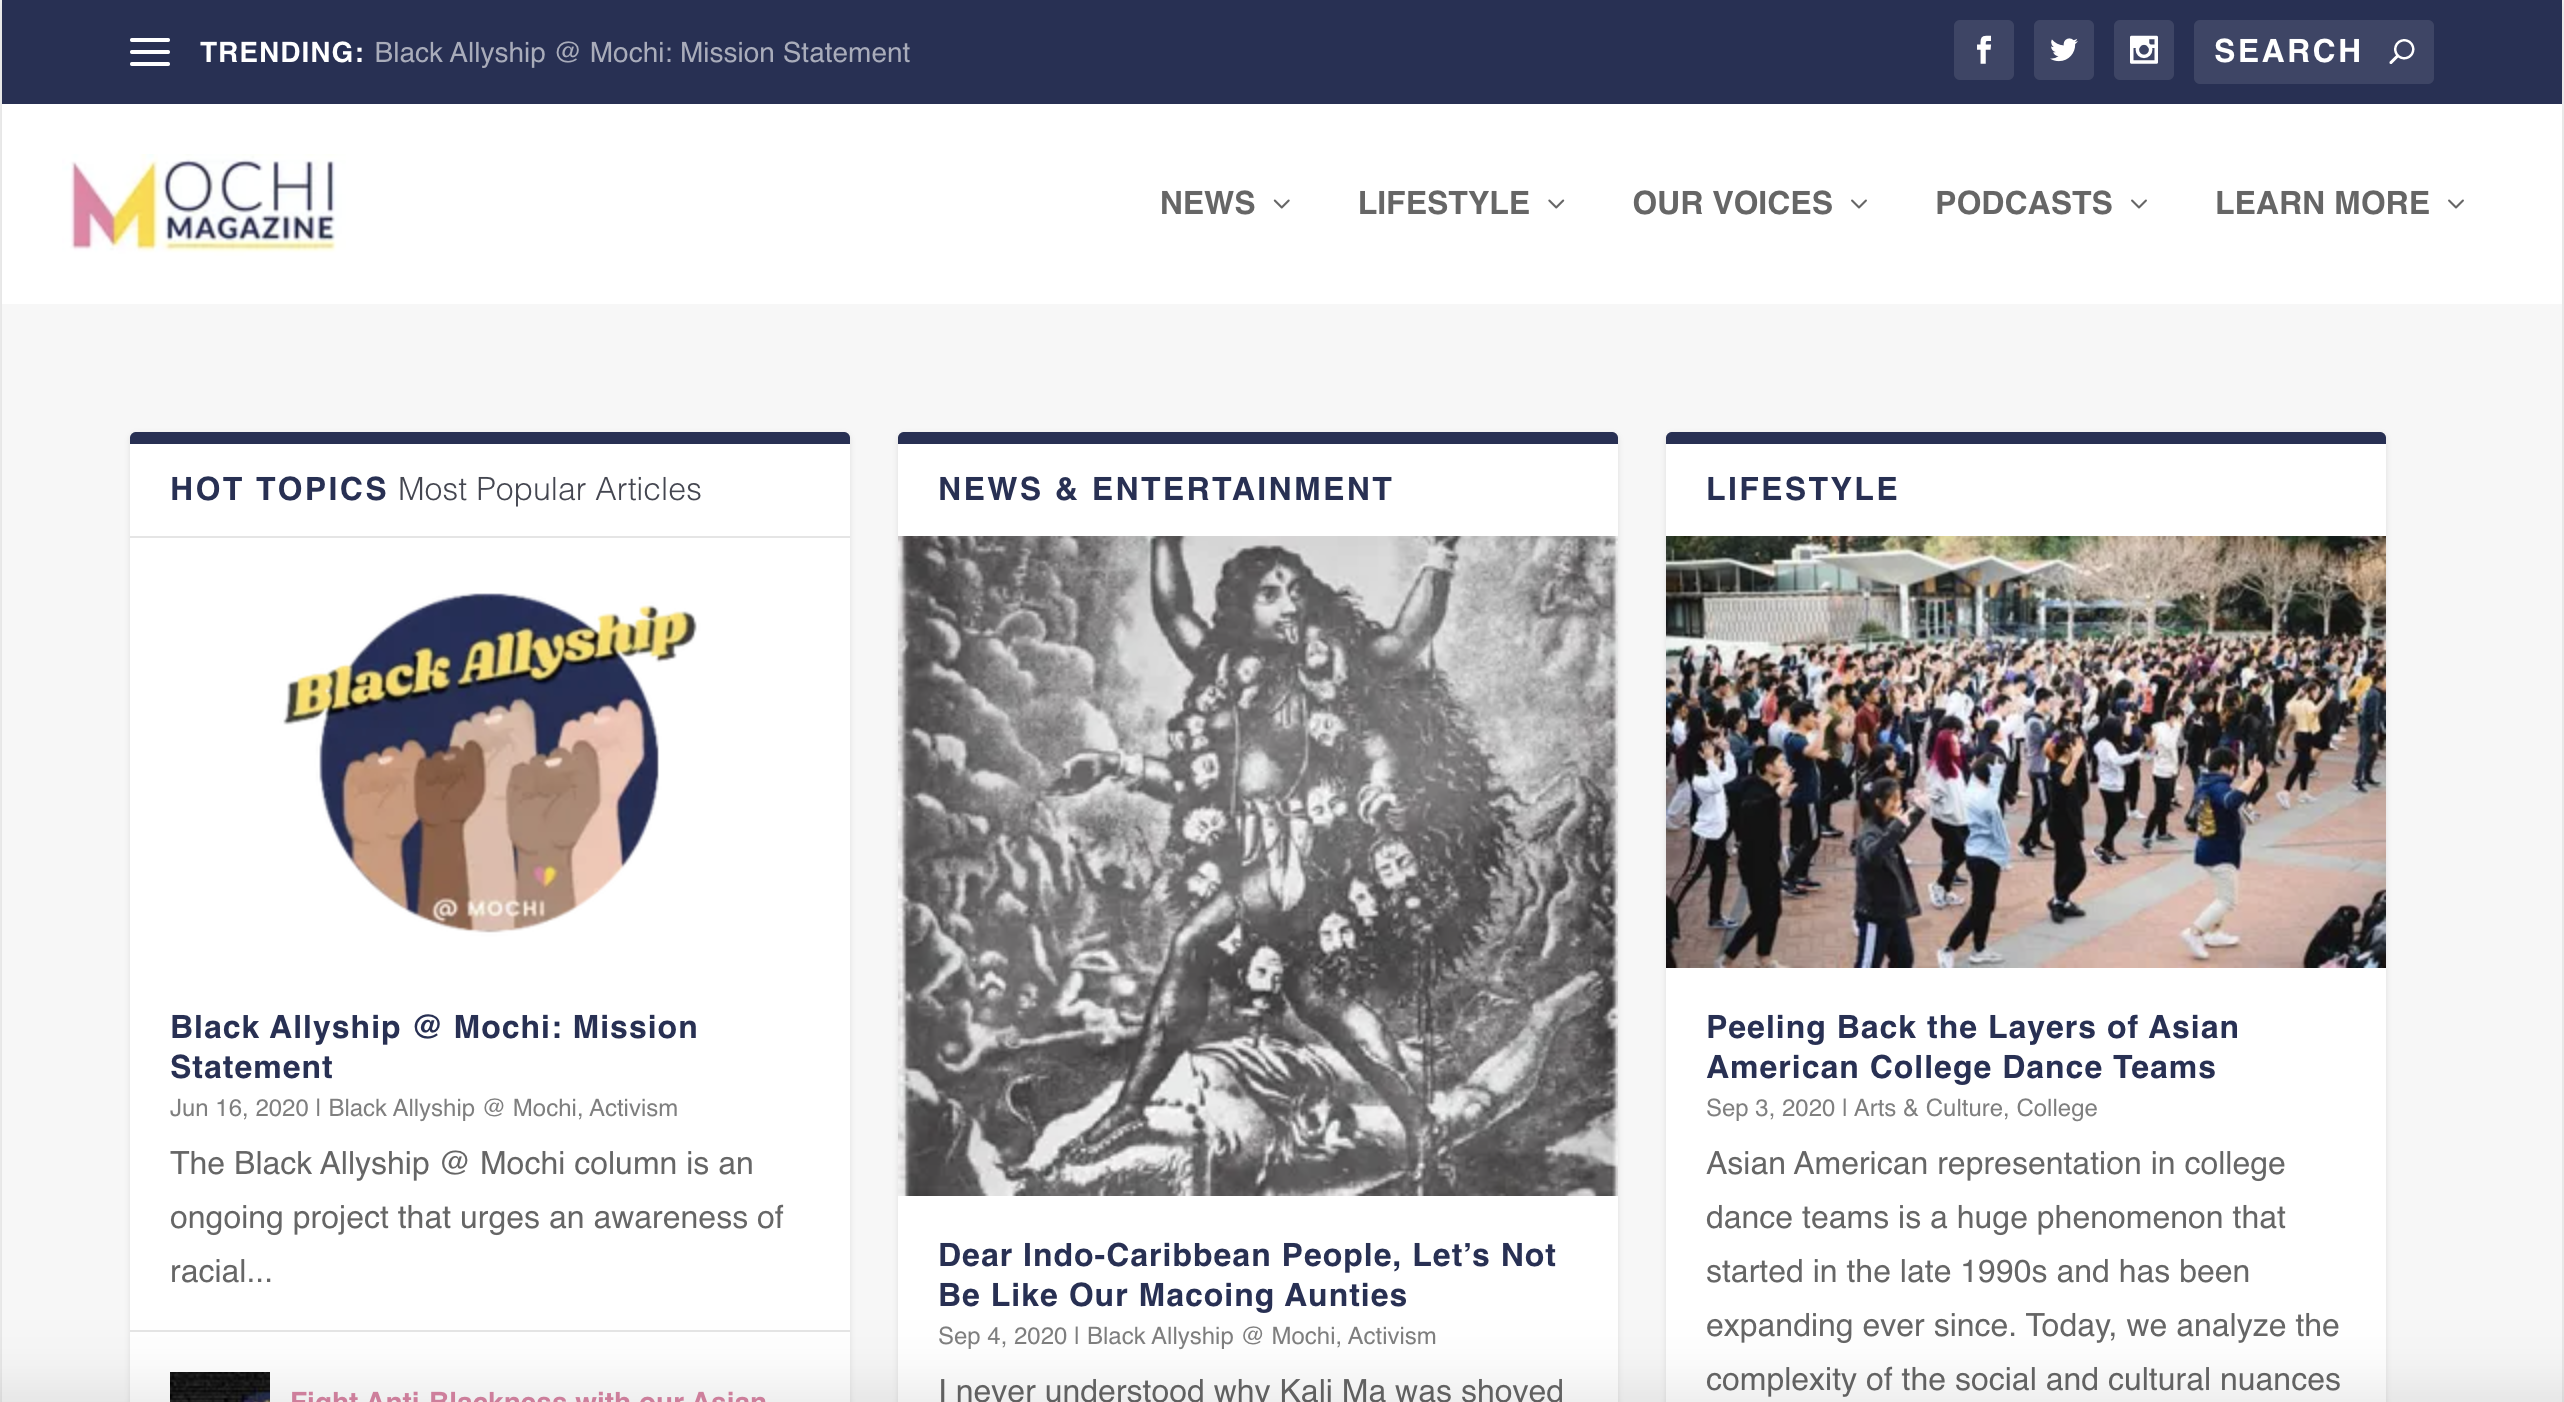 TRENDING: Black Allyship @ Mochi: Mission Statement
SEARCH
MOCHI
MAGAZINE
NEWS
LIFESTYLE
OUR VOICES
PODCASTS
LEARN MORE
HOT TOPICS Most Popular Articles
Black Allyship
@ MOCHI
Black Allyship @ Mochi: Mission
Statement
Jun 16, 2020 | Black Allyship @ Mochi, Activism
The Black Allyship @ Mochi column is an
ongoing project that urges an awareness of
racial...
Fight Anti-Blackness with our Asian
NEWS & ENTERTAINMENT
Dear Indo-Caribbean People, Let’s Not
Be Like Our Macoing Aunties
Sep 4, 2020 | Black Allyship @ Mochi, Activism
I never understood why Kali Ma was shoved
LIFESTYLE
Peeling Back the Layers of Asian
American College Dance Teams
Sep 3, 2020 | Arts & Culture, College
Asian American representation in college
dance teams is a huge phenomenon that
started in the late 1990s and has been
expanding ever since. Today, we analyze the
complexity of the social and cultural nuances